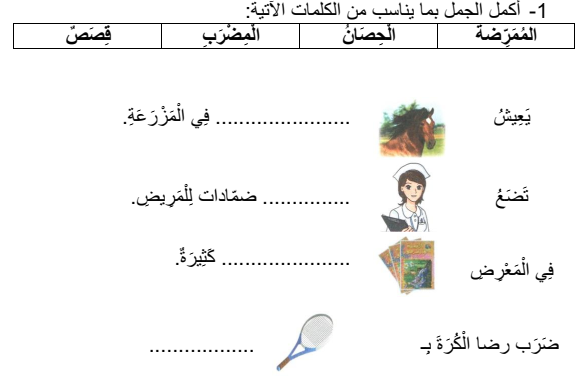 1- أكمل الجمل بما يناسب من الكلمات الآتية:
المُمَرِّضة الْحِصَانُ الْمِضْرَبِ قِصَصٌ
يَعِيشُ ....................... فِي الْمَزْرَعَةِ.
تَضَعُ ............... ضمّادات لِلْمَرِيضِ.
فِي الْمَعْرِضِ ...................... كَثِيرَةٌ.
ضَرَب رضا الْكُرَةَ بِـ ..................